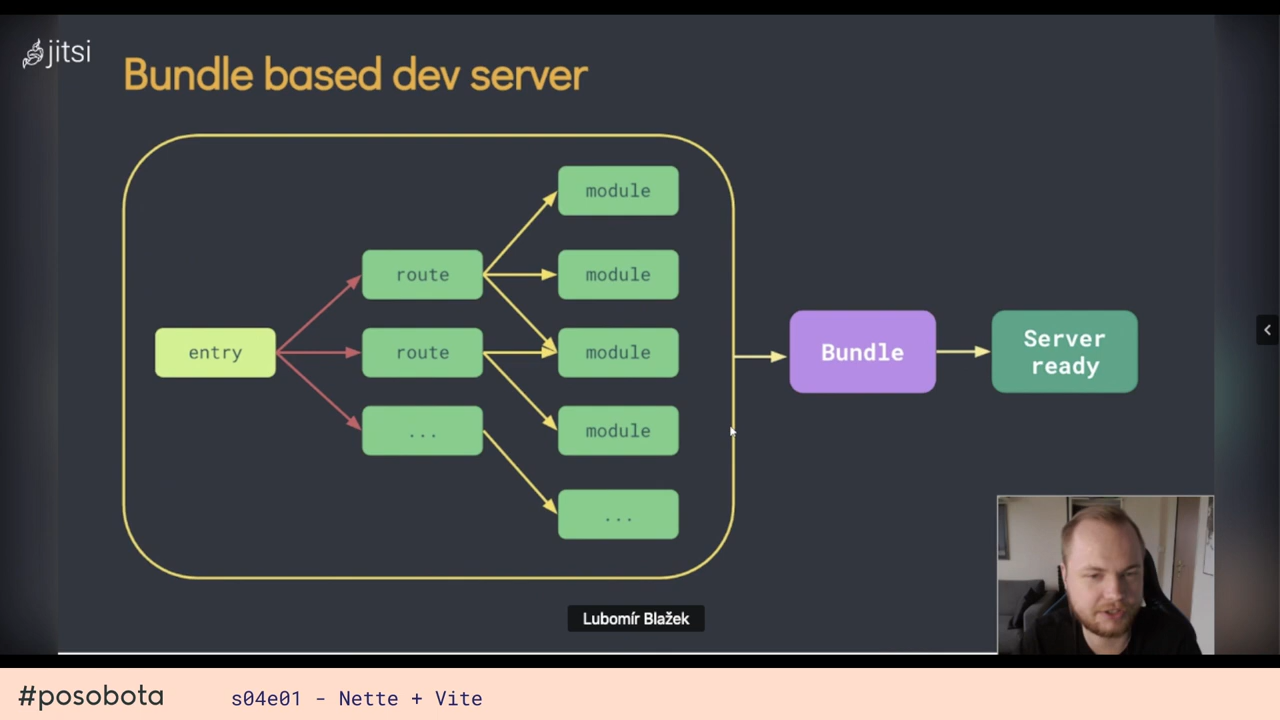 jitsi
Bundle based dev server
module
route
module
entry
route
module
Bundle
Server
ready
...
module
...
Lubomír Blažek
#posobota
s04e01 - Nette + Vite